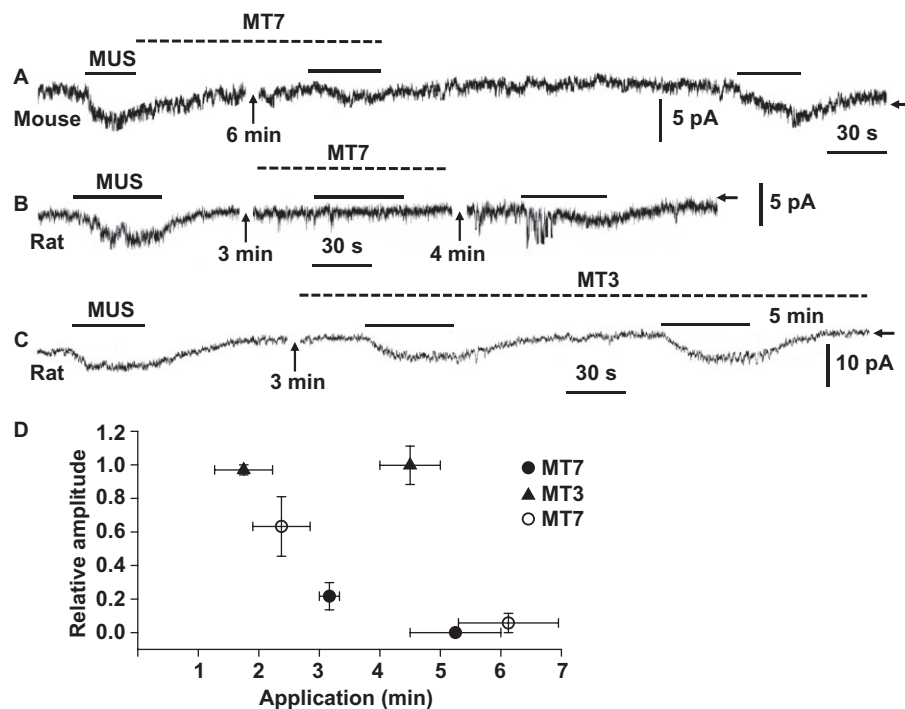 MT7
MUS
A
Mouse
6 min
5 pA
30 s
MT7
MUS
B
Rat
3 min
30 s
4 min
5 pA
MT3
MUS
5 min
C
Rat
3 min
30 s
10 pA
D
1.2
1.0
0.8
0.6
0.4
0.2
0.0
Relative amplitude
MT7
MT3
MT7
1 2 3 4 5 6 7
Application (min)